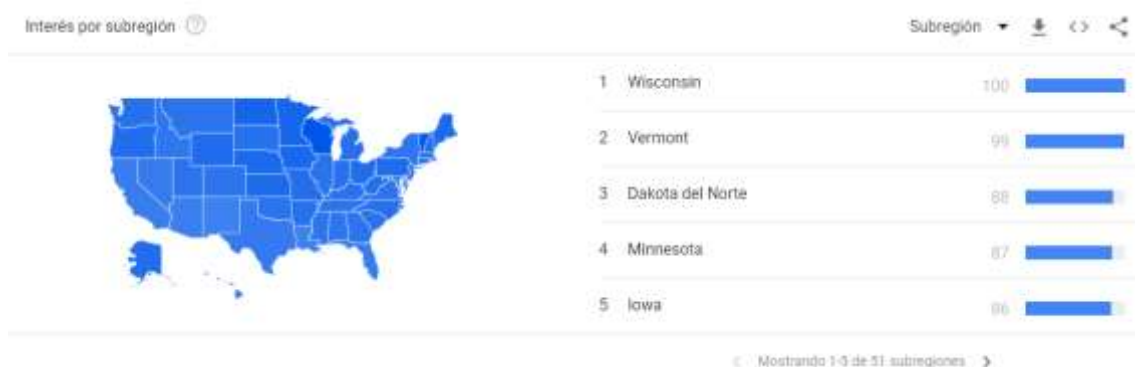 Interés por subregión
Subregión
1 Wisconsin 100
2 Vermont 99
3 Dakota del Norte 88
4 Minnesota 87
5 Iowa 86
Mostrando 1-5 de 51 subregiones